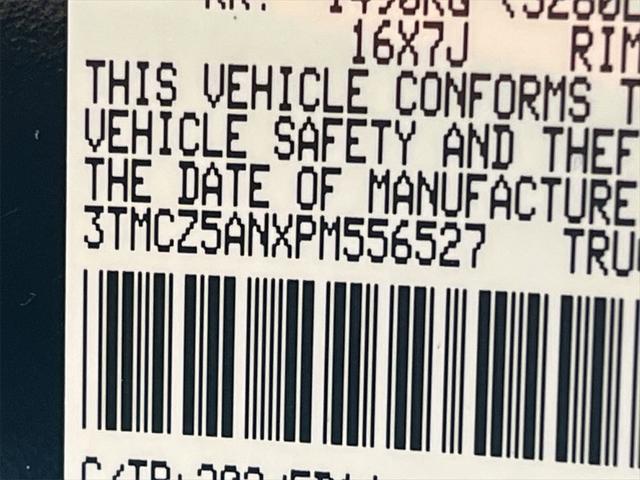 16X7J RIM
THIS VEHICLE CONFORMS T
VEHICLE SAFETY AND THEF
THE DATE OF MANUFACTURE
3TMCZ5ANXPM556527 TRU